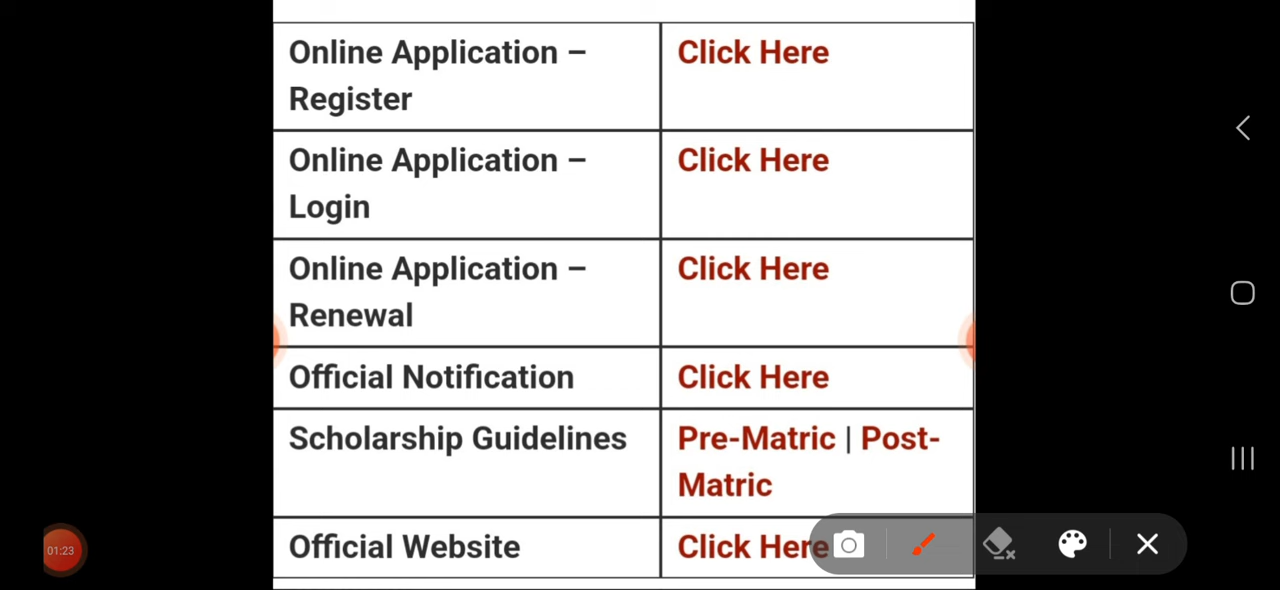 Online Application – Click Here
Register
Online Application – Click Here
Login
Online Application – Click Here
Renewal
Official Notification Click Here
Scholarship Guidelines Pre-Matric | Post-
Matric
Official Website Click Here
01:23